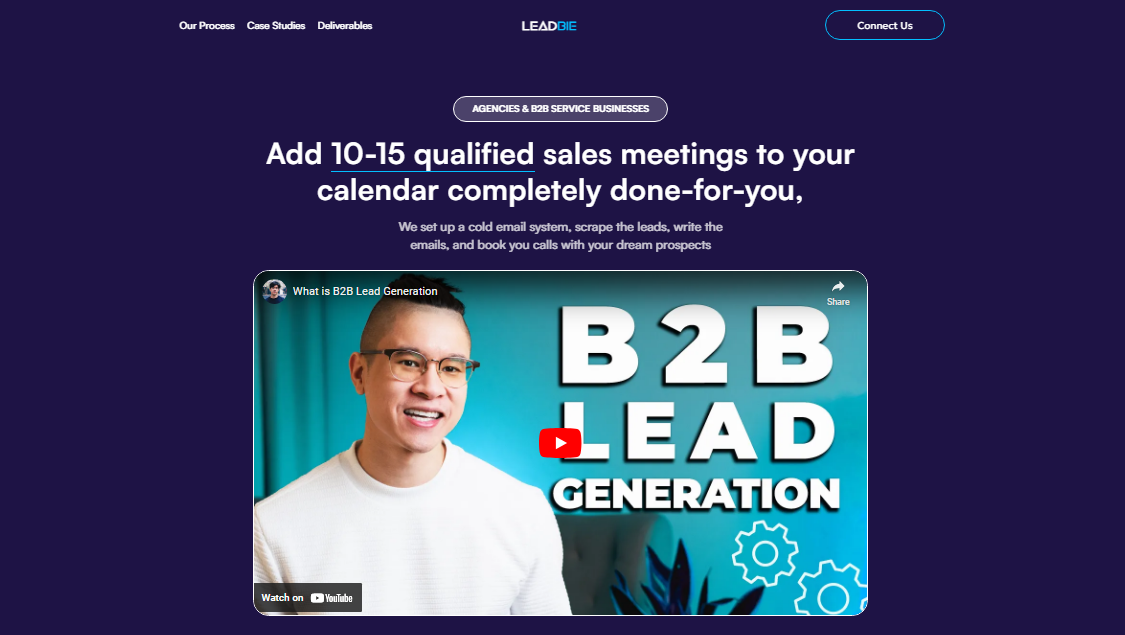 Our Process Case Studies Deliverables LEADBIE Connect Us
AGENCIES & B2B SERVICE BUSINESSES
Add 10-15 qualified sales meetings to your
calendar completely done-for-you,
We set up a cold email system, scrape the leads, write the
emails, and book you calls with your dream prospects
What is B2B Lead Generation
Share
B2B
LEAD
GENERATION
Watch on YouTube